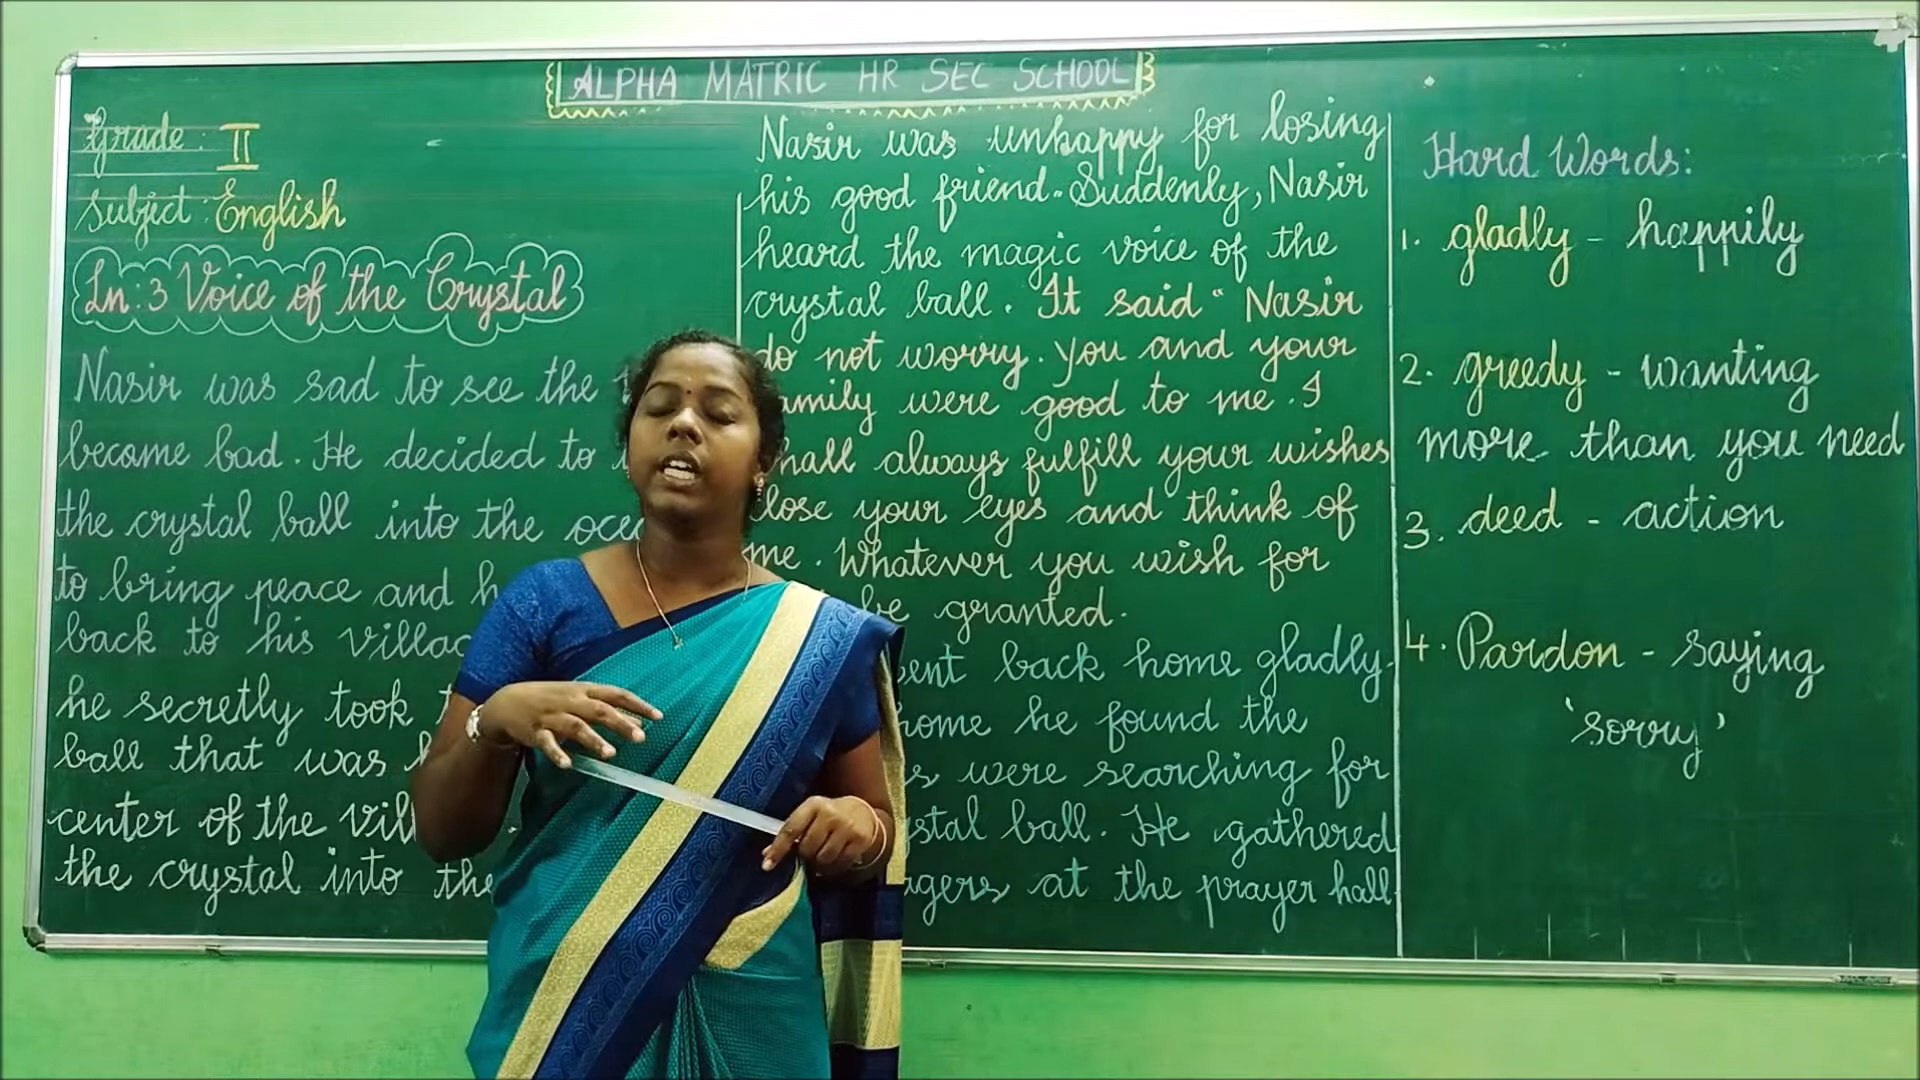 ALPHA MATRIC HR SEC SCHOOL
Grade : II
Subject : English
Ln : 3 Voice of the Crystal
Nasir was sad to see the
became bad. He decided to
the crystal ball into the
to bring peace and
back to his
he secretly took
ball that was
center of the
the crystal into the
Nasir was unhappy for losing
his good friend. Suddenly, Nasir
heard the magic voice of the
crystal ball. It said " Nasir
do not worry. You and your
amily were good to me. I
hall always fulfill your wishes
lose your eyes and think of
me. Whatever you wish for
be granted.
back home gladly.
home he found the
were searching for
ystal ball. He gathered
agers at the prayer hall
Hard Words:
1. gladly - happily
2. greedy - wanting
more than you need
3. deed - action
4. Pardon - saying
'sorry'